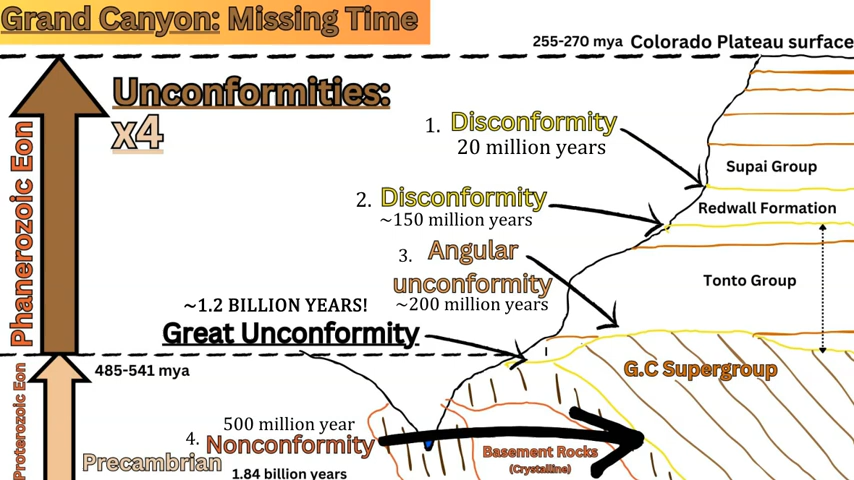 Grand Canyon: Missing Time
255-270 mya Colorado Plateau surface
Unconformities:
x4
Phanerozoic Eon
1. Disconformity
20 million years
Supai Group
2. Disconformity
~150 million years
Redwall Formation
3. Angular
unconformity
~200 million years
Tonto Group
~1.2 BILLION YEARS!
Great Unconformity
485-541 mya
G.C Supergroup
Proterozoic Eon
500 million year
4. Nonconformity
Precambrian
1.84 billion years
Basement Rocks
(Crystalline)